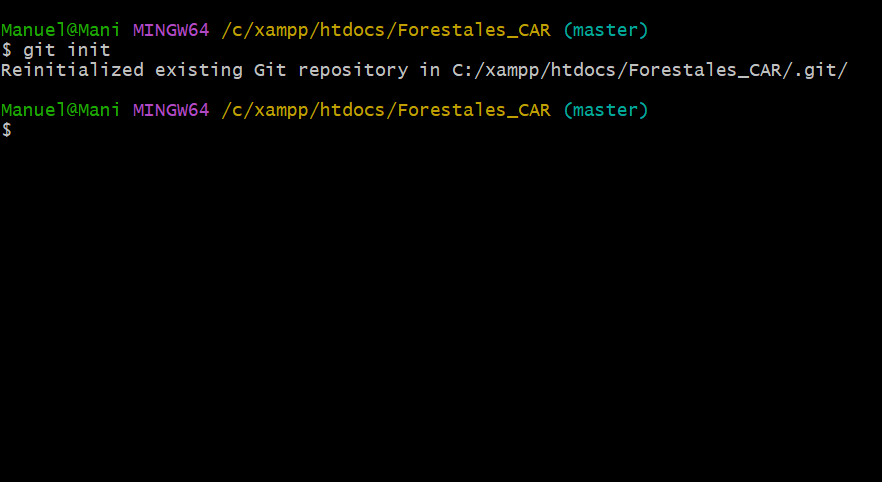 Manuel@Mani MINGW64 /c/xampp/htdocs/Forestales_CAR (master)
$ git init
Reinitialized existing Git repository in C:/xampp/htdocs/Forestales_CAR/.git/
Manuel@Mani MINGW64 /c/xampp/htdocs/Forestales_CAR (master)
$